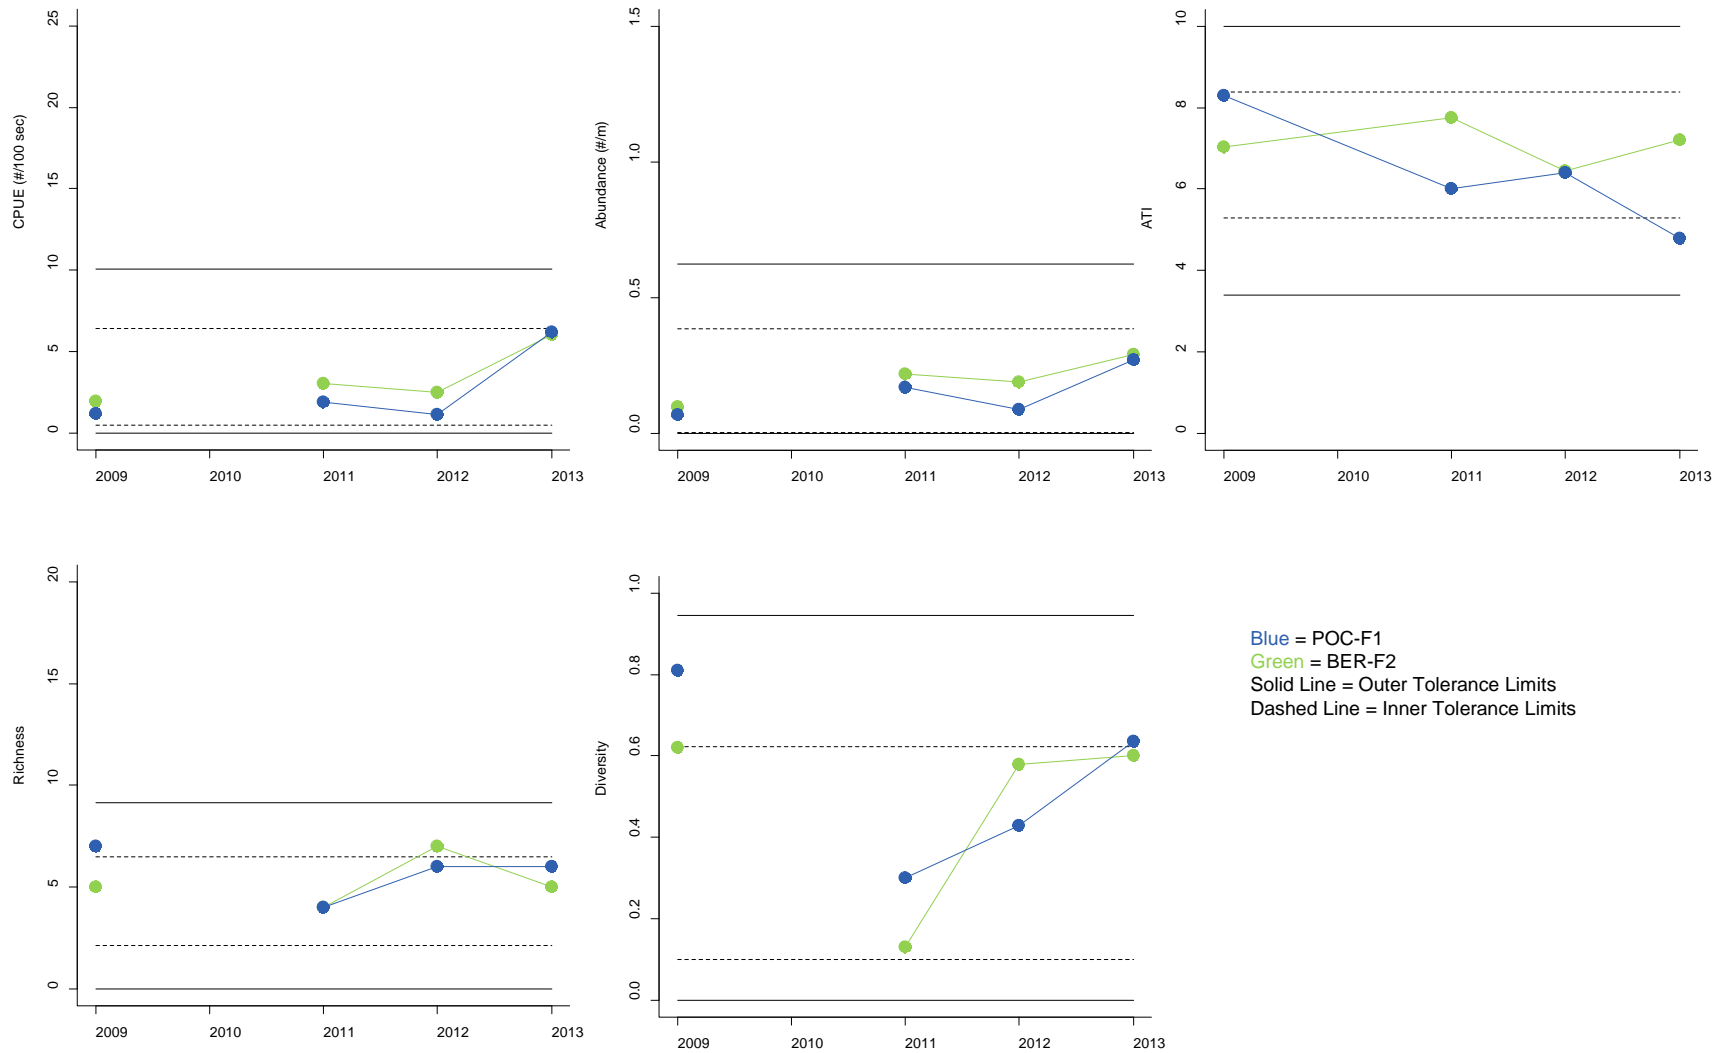 CPUE (#/100 sec)
0 5 10 15 20 25
2009 2010 2011 2012 2013
Abundance (#/m)
0.0 0.5 1.0 1.5
2009 2010 2011 2012 2013
ATI
0 2 4 6 8 10
2009 2010 2011 2012 2013
Richness
0 5 10 15 20
2009 2010 2011 2012 2013
Diversity
0.0 0.2 0.4 0.6 0.8 1.0
2009 2010 2011 2012 2013
Blue = POC-F1
Green = BER-F2
Solid Line = Outer Tolerance Limits
Dashed Line = Inner Tolerance Limits